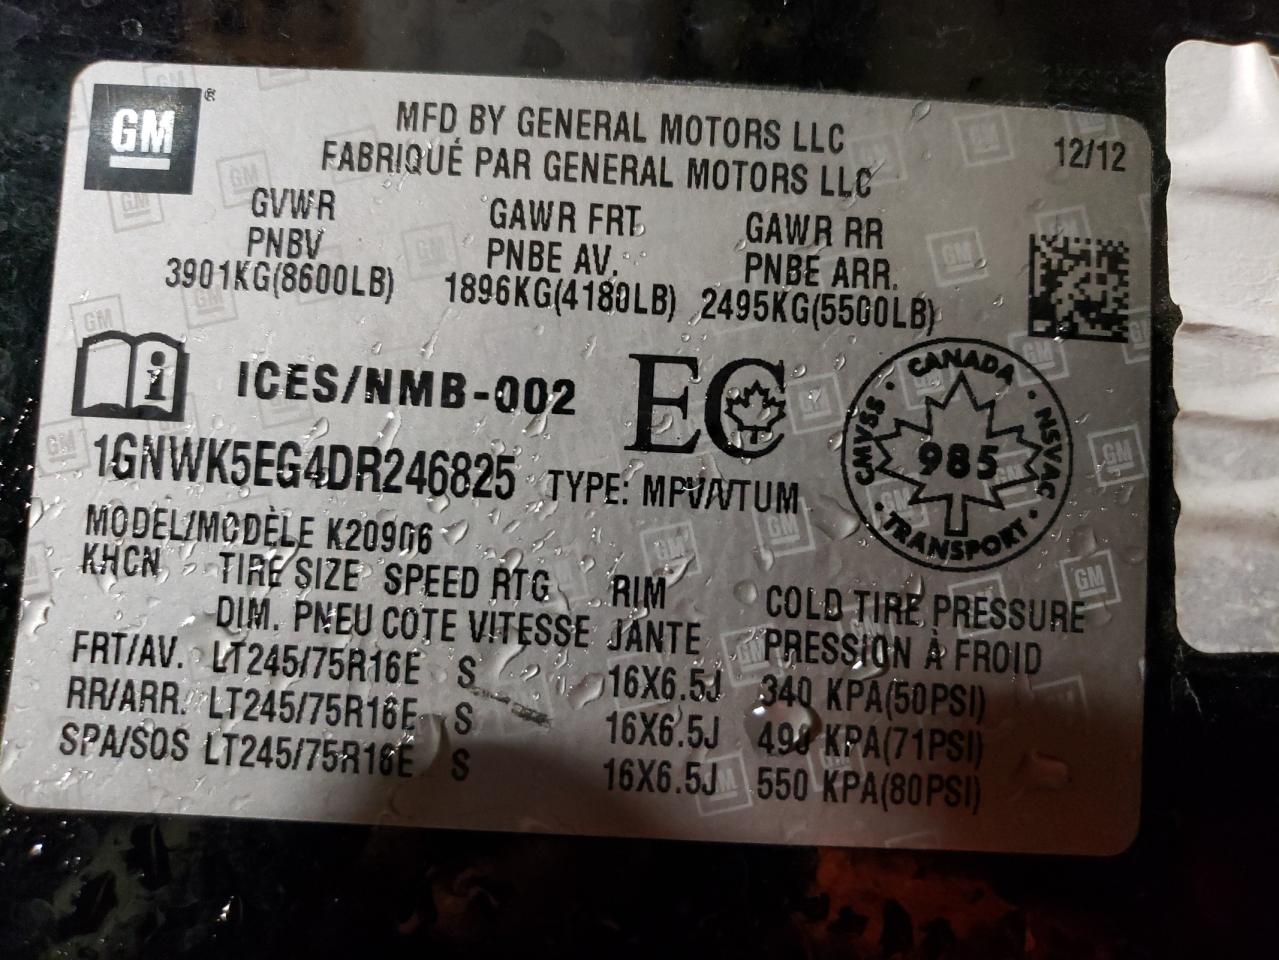 GM®
MFD BY GENERAL MOTORS LLC
FABRIQUÉ PAR GENERAL MOTORS LLC
12/12
GVWR GAWR FRT GAWR RR
PNBV PNBE AV. PNBE ARR.
3901KG(8600LB) 1896KG(4180LB) 2495KG(5500LB)
i ICES/NMB-002 EC
CANADA · NSVAC · TRANSPORT · CMVSS ·
985
1GNWK5EG4DR246825 TYPE: MPV/VTUM
MODEL/MODÈLE K20906
KHCN TIRE SIZE SPEED RTG RIM COLD TIRE PRESSURE
DIM. PNEU COTE VITESSE JANTE PRESSION À FROID
FRT/AV. LT245/75R16E S 16X6.5J 340 KPA(50PSI)
RR/ARR. LT245/75R16E S 16X6.5J 490 KPA(71PSI)
SPA/SOS LT245/75R16E S 16X6.5J 550 KPA(80PSI)